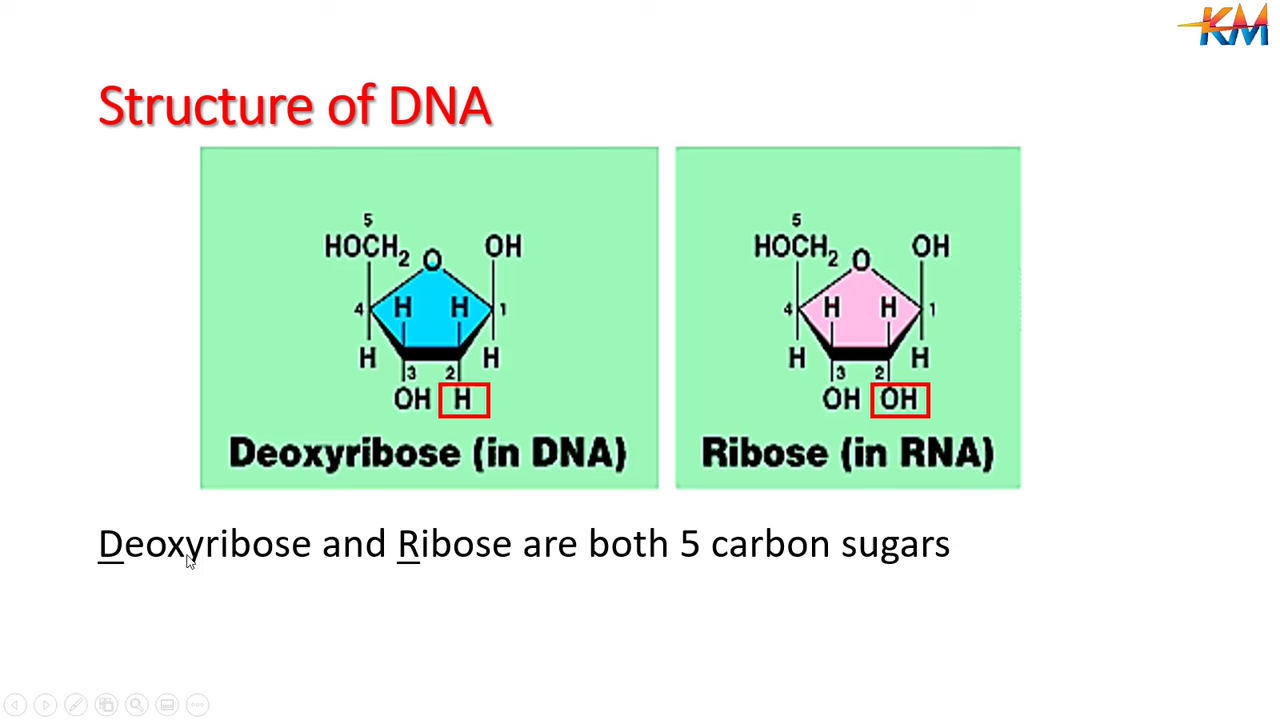 KM
Structure of DNA
5
HOCH2 O OH
4 H H 1
H 3 2 H
OH H
Deoxyribose (in DNA)
5
HOCH2 O OH
4 H H 1
H 3 2 H
OH OH
Ribose (in RNA)
Deoxyribose and Ribose are both 5 carbon sugars